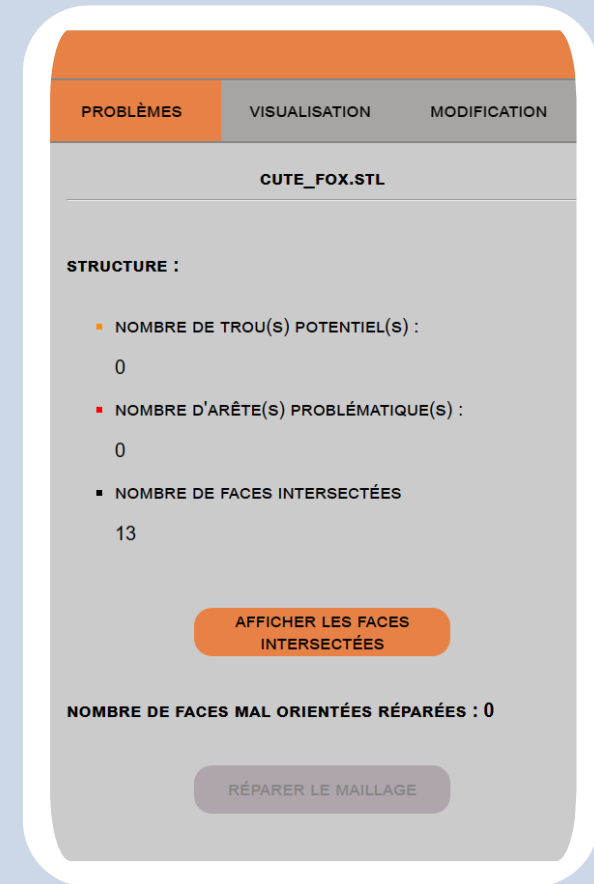 PROBLÈMES VISUALISATION MODIFICATION
CUTE_FOX.STL
STRUCTURE :
NOMBRE DE TROU(S) POTENTIEL(S) :
0
NOMBRE D'ARÊTE(S) PROBLÉMATIQUE(S) :
0
NOMBRE DE FACES INTERSECTÉES
13
AFFICHER LES FACES
INTERSECTÉES
NOMBRE DE FACES MAL ORIENTÉES RÉPARÉES : 0
RÉPARER LE MAILLAGE